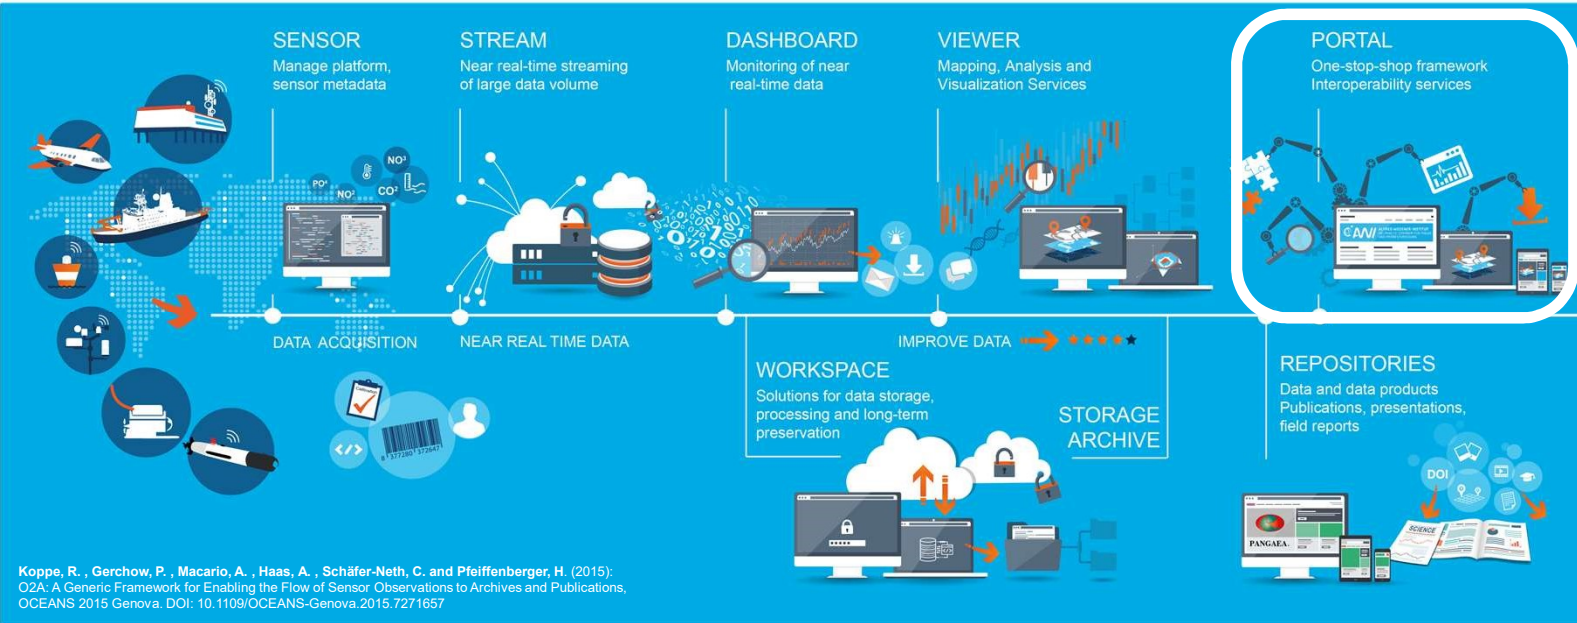 SENSOR
Manage platform,
sensor metadata
STREAM
Near real-time streaming
of large data volume
DASHBOARD
Monitoring of near
real-time data
VIEWER
Mapping, Analysis and
Visualization Services
PORTAL
One-stop-shop framework
Interoperability services
PO⁴
NO²
NO³
CO²
DATA ACQUISITION
NEAR REAL TIME DATA
IMPROVE DATA
WORKSPACE
Solutions for data storage,
processing and long-term
preservation
STORAGE
ARCHIVE
REPOSITORIES
Data and data products
Publications, presentations,
field reports
8 377280 372647
DOI
SCIENCE
PANGAEA.
Koppe, R. , Gerchow, P. , Macario, A. , Haas, A. , Schäfer-Neth, C. and Pfeiffenberger, H. (2015):
O2A: A Generic Framework for Enabling the Flow of Sensor Observations to Archives and Publications,
OCEANS 2015 Genova. DOI: 10.1109/OCEANS-Genova.2015.7271657